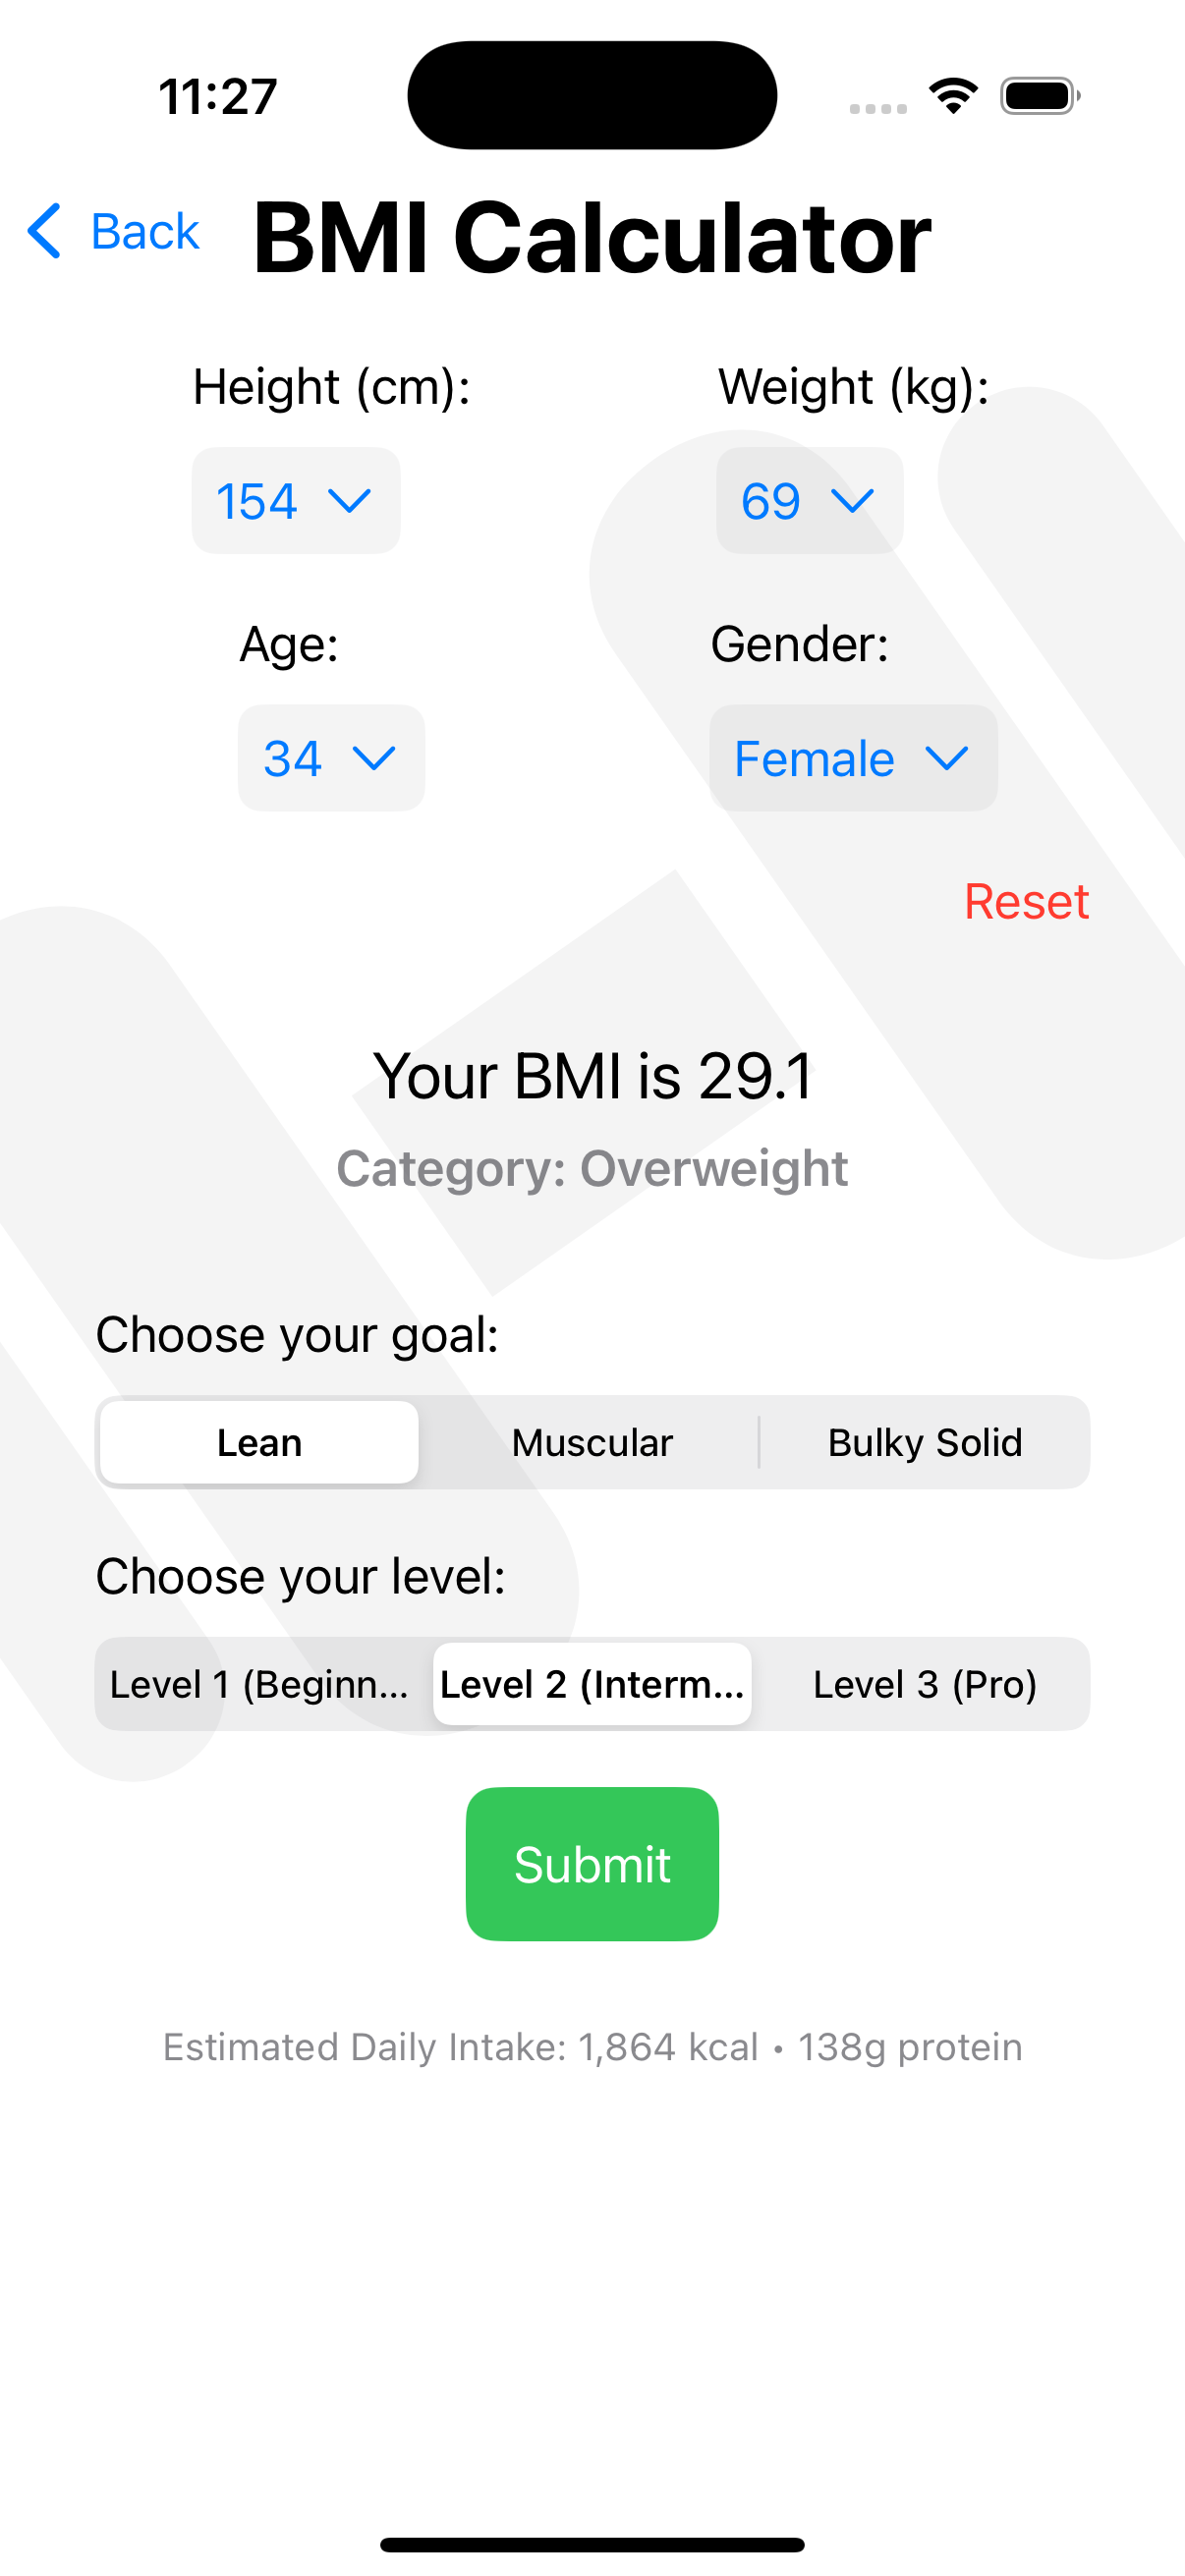 11:27
Back BMI Calculator
Height (cm): Weight (kg):
154 69
Age: Gender:
34 Female
Reset
Your BMI is 29.1
Category: Overweight
Choose your goal:
Lean Muscular Bulky Solid
Choose your level:
Level 1 (Beginn... Level 2 (Interm... Level 3 (Pro)
Submit
Estimated Daily Intake: 1,864 kcal • 138g protein